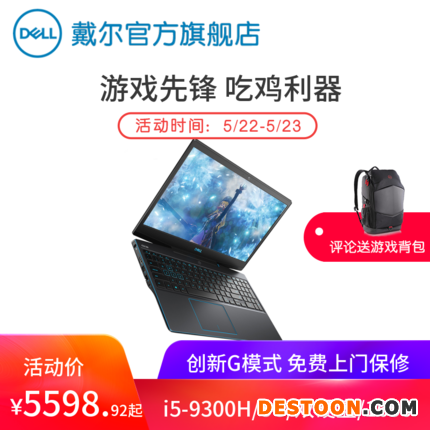 DELL 戴尔官方旗舰店
游戏先锋 吃鸡利器
活动时间：5/22-5/23
评论送游戏背包
活动价
创新G模式 免费上门保修
¥5598.92起
i5-9300H/
DESTOON.COM